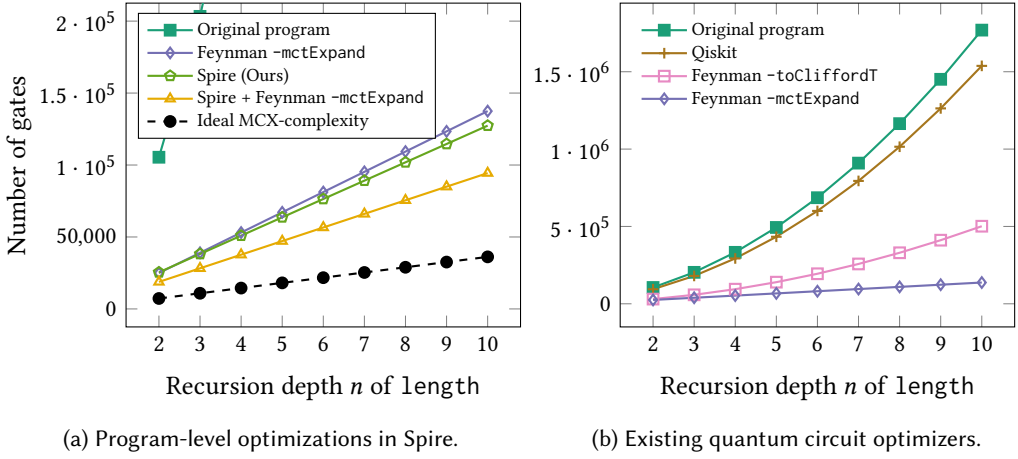 2 · 10^5
1.5 · 10^5
1 · 10^5
50,000
0
Number of gates
Original program
Feynman -mctExpand
Spire (Ours)
Spire + Feynman -mctExpand
Ideal MCX-complexity
2 3 4 5 6 7 8 9 10
Recursion depth n of length
(a) Program-level optimizations in Spire.
1.5 · 10^6
1 · 10^6
5 · 10^5
0
Original program
Qiskit
Feynman -toCliffordT
Feynman -mctExpand
2 3 4 5 6 7 8 9 10
Recursion depth n of length
(b) Existing quantum circuit optimizers.